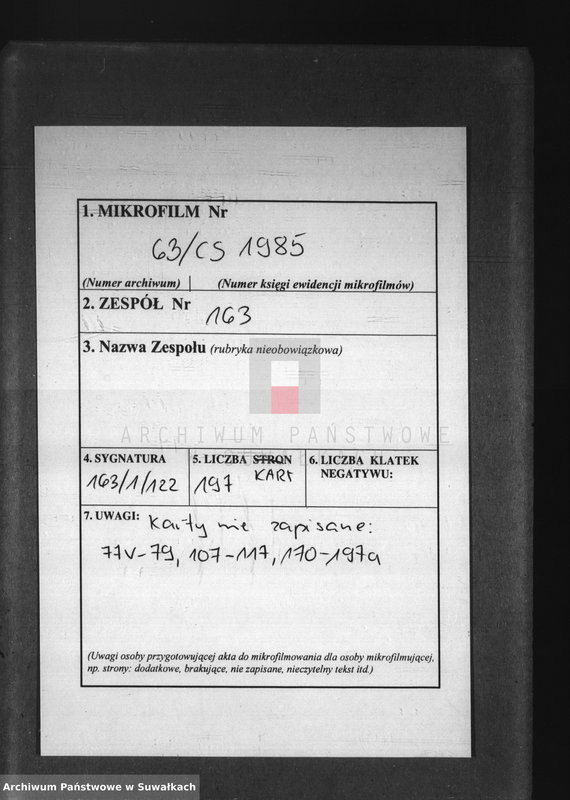 1. MIKROFILM Nr
63/CS 1985
(Numer archiwum) (Numer księgi ewidencji mikrofilmów)
2. ZESPÓŁ Nr
163
3. Nazwa Zespołu (rubryka nieobowiązkowa)
ARCHIWUM PAŃSTWOWE
4. SYGNATURA
163/1/122
5. LICZBA STRON
KART
197
6. LICZBA KLATEK
NEGATYWU:
7. UWAGI: Karty nie zapisane:
77v-79, 107-117, 170-197a
(Uwagi osoby przygotowującej akta do mikrofilmowania dla osoby mikrofilmującej,
np. strony: dodatkowe, brakujące, nie zapisane, nieczytelny tekst itd.)
Archiwum Państwowe w Suwałkach